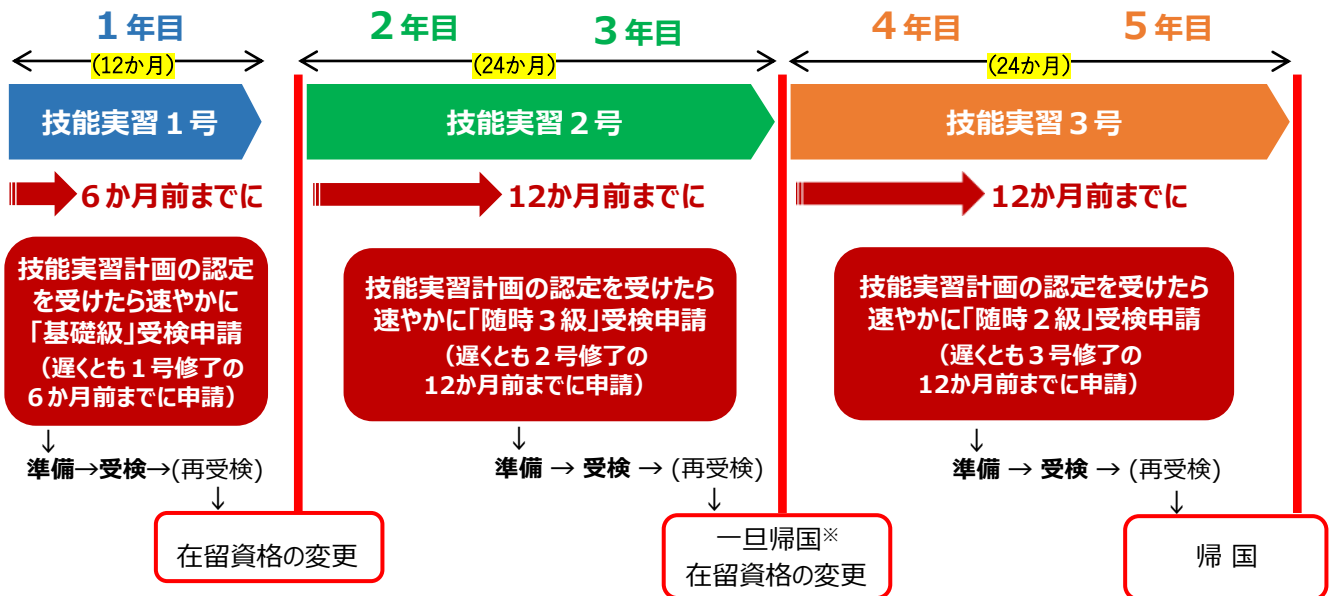 1年目
2年目
3年目
4年目
5年目
(12か月)
(24か月)
(24か月)
技能実習1号
技能実習2号
技能実習3号
6か月前までに
12か月前までに
12か月前までに
技能実習計画の認定
を受けたら速やかに
「基礎級」受検申請
（遅くとも1号修了の
6か月前までに申請）
技能実習計画の認定を受けたら
速やかに「随時3級」受検申請
（遅くとも2号修了の
12か月前までに申請）
技能実習計画の認定を受けたら
速やかに「随時2級」受検申請
（遅くとも3号修了の
12か月前までに申請）
↓
↓
↓
準備→受検→(再受検)
準備 → 受検 → (再受検)
準備 → 受検 → (再受検)
↓
↓
↓
在留資格の変更
一旦帰国※
在留資格の変更
帰 国